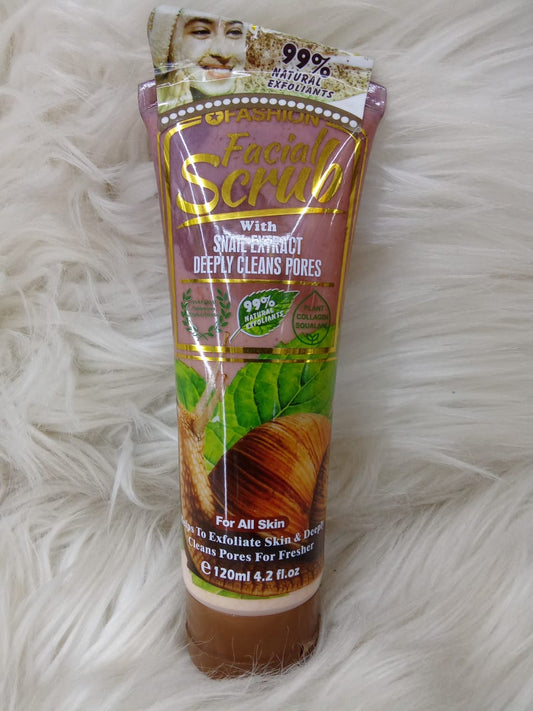 99%
NATURAL
EXFOLIANTS
FASHION
Facial
Scrub
With
SNAIL EXTRACT
DEEPLY CLEANS PORES
99%
NATURAL
EXFOLIANTS
PLANT
COLLAGEN
SQUALANE
For All Skin
To Exfoliate Skin & Deeply
Cleans Pores For Fresher
e 120ml 4.2 fl.oz